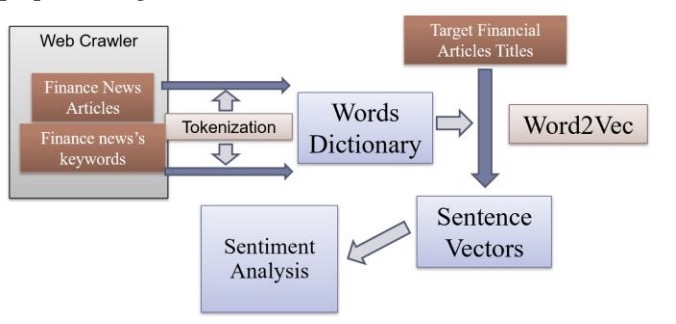 Web Crawler
Finance News
Articles
Finance news's
keywords
Tokenization
Words
Dictionary
Target Financial
Articles Titles
Word2Vec
Sentence
Vectors
Sentiment
Analysis